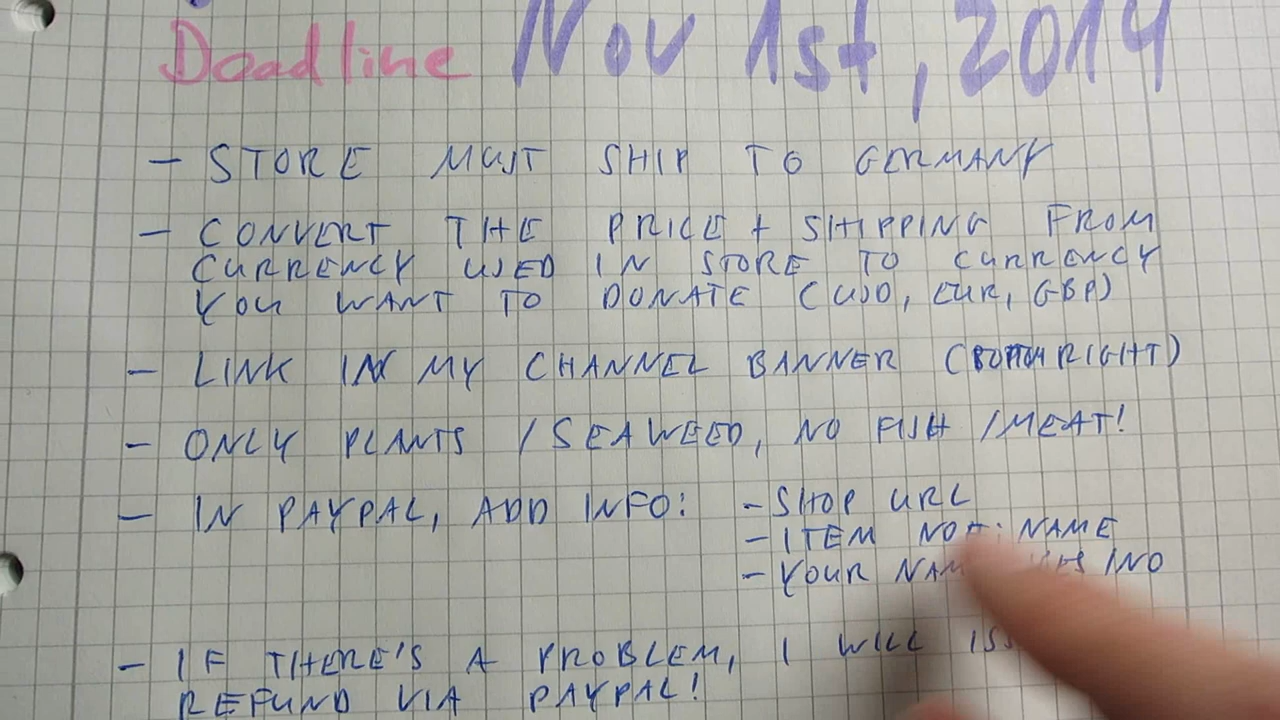 Deadline Nov 1st, 2014
- STORE MUST SHIP TO GERMANY
- CONVERT THE PRICE + SHIPPING FROM
CURRENCY USED IN STORE TO CURRENCY
YOU WANT TO DONATE (USD, EUR, GBP)
- LINK IN MY CHANNEL BANNER (BOTTOM RIGHT)
- ONLY PLANTS / SEAWEED, NO FISH / MEAT!
- IN PAYPAL, ADD INFO: - SHOP URL
- ITEM NAME
- YOUR / NO
- IF THERE'S A PROBLEM, I WILL
REFUND VIA PAYPAL!